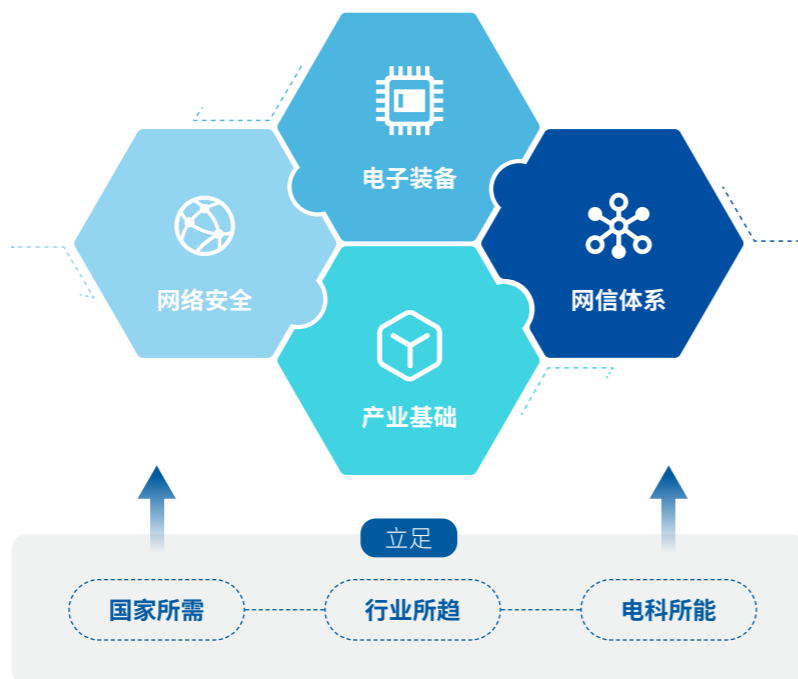 电子装备
网络安全
网信体系
产业基础
立足
国家所需
行业所趋
电科所能